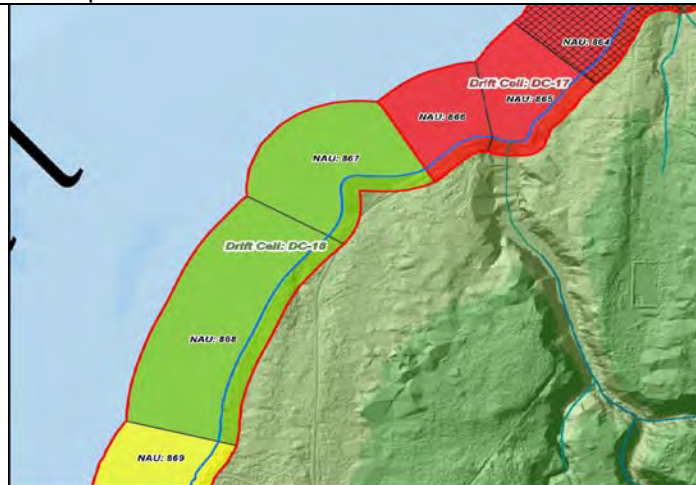 NAU: 864
Drift Cell: DC-17
NAU: 865
NAU: 866
NAU: 867
Drift Cell: DC-18
NAU: 868
NAU: 869